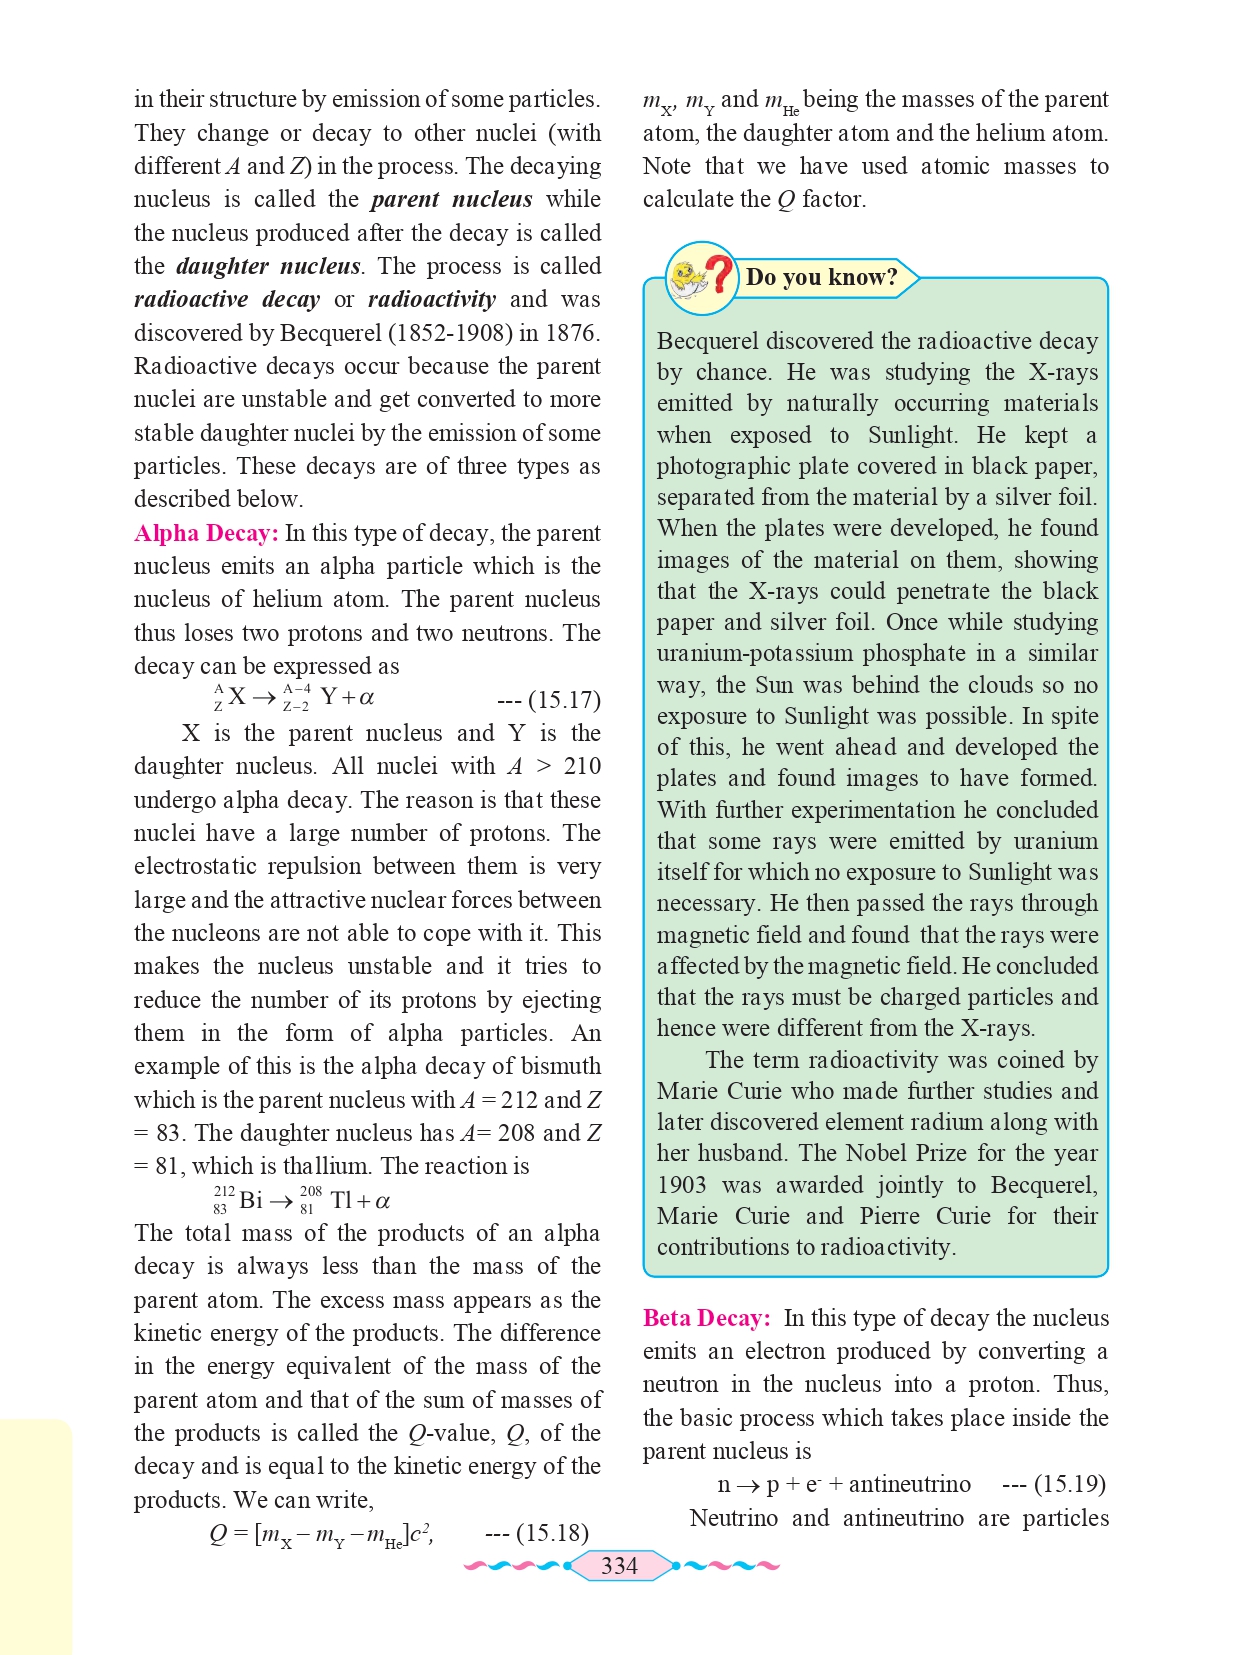 in their structure by emission of some particles.
They change or decay to other nuclei (with
different A and Z) in the process. The decaying
nucleus is called the parent nucleus while
the nucleus produced after the decay is called
the daughter nucleus. The process is called
radioactive decay or radioactivity and was
discovered by Becquerel (1852-1908) in 1876.
Radioactive decays occur because the parent
nuclei are unstable and get converted to more
stable daughter nuclei by the emission of some
particles. These decays are of three types as
described below.
Alpha Decay: In this type of decay, the parent
nucleus emits an alpha particle which is the
nucleus of helium atom. The parent nucleus
thus loses two protons and two neutrons. The
decay can be expressed as
$^{A}_{Z}$X → $^{A-4}_{Z-2}$ Y + α --- (15.17)
X is the parent nucleus and Y is the
daughter nucleus. All nuclei with A > 210
undergo alpha decay. The reason is that these
nuclei have a large number of protons. The
electrostatic repulsion between them is very
large and the attractive nuclear forces between
the nucleons are not able to cope with it. This
makes the nucleus unstable and it tries to
reduce the number of its protons by ejecting
them in the form of alpha particles. An
example of this is the alpha decay of bismuth
which is the parent nucleus with A = 212 and Z
= 83. The daughter nucleus has A= 208 and Z
= 81, which is thallium. The reaction is
$^{212}_{83}$Bi → $^{208}_{81}$ Tl + α
The total mass of the products of an alpha
decay is always less than the mass of the
parent atom. The excess mass appears as the
kinetic energy of the products. The difference
in the energy equivalent of the mass of the
parent atom and that of the sum of masses of
the products is called the Q-value, Q, of the
decay and is equal to the kinetic energy of the
products. We can write,
Q = [m$_X$ – m$_Y$ –m$_{He}$]c², --- (15.18)
m$_X$, m$_Y$ and m$_{He}$ being the masses of the parent
atom, the daughter atom and the helium atom.
Note that we have used atomic masses to
calculate the Q factor.
? Do you know?
Becquerel discovered the radioactive decay
by chance. He was studying the X-rays
emitted by naturally occurring materials
when exposed to Sunlight. He kept a
photographic plate covered in black paper,
separated from the material by a silver foil.
When the plates were developed, he found
images of the material on them, showing
that the X-rays could penetrate the black
paper and silver foil. Once while studying
uranium-potassium phosphate in a similar
way, the Sun was behind the clouds so no
exposure to Sunlight was possible. In spite
of this, he went ahead and developed the
plates and found images to have formed.
With further experimentation he concluded
that some rays were emitted by uranium
itself for which no exposure to Sunlight was
necessary. He then passed the rays through
magnetic field and found that the rays were
affected by the magnetic field. He concluded
that the rays must be charged particles and
hence were different from the X-rays.
The term radioactivity was coined by
Marie Curie who made further studies and
later discovered element radium along with
her husband. The Nobel Prize for the year
1903 was awarded jointly to Becquerel,
Marie Curie and Pierre Curie for their
contributions to radioactivity.
Beta Decay: In this type of decay the nucleus
emits an electron produced by converting a
neutron in the nucleus into a proton. Thus,
the basic process which takes place inside the
parent nucleus is
n → p + e⁻ + antineutrino --- (15.19)
Neutrino and antineutrino are particles
334